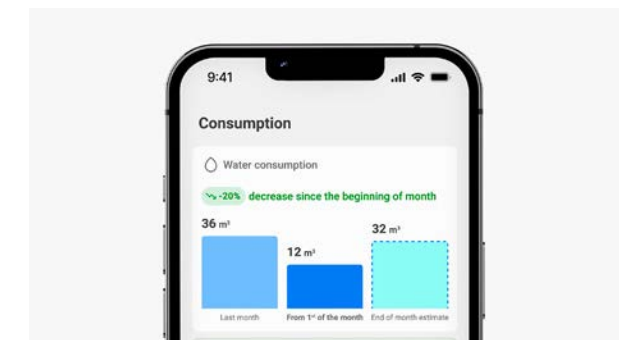 9:41
Consumption
Water consumption
-20% decrease since the beginning of month
36 m³
12 m³
32 m³
Last month
From 1ˢᵗ of the month
End of month estimate